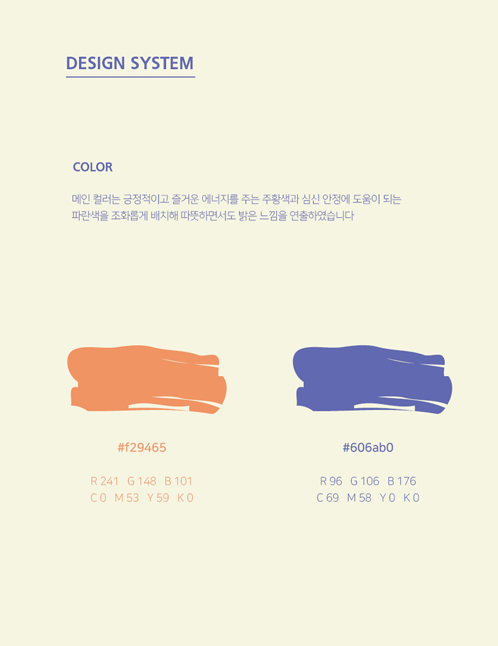 DESIGN SYSTEM
COLOR
메인 컬러는 긍정적이고 즐거운 에너지를 주는 주황색과 심신 안정에 도움이 되는
파란색을 조화롭게 배치해 따뜻하면서도 밝은 느낌을 연출하였습니다
#f29465
R 241 G 148 B 101
C 0 M 53 Y 59 K 0
#606ab0
R 96 G 106 B 176
C 69 M 58 Y 0 K 0